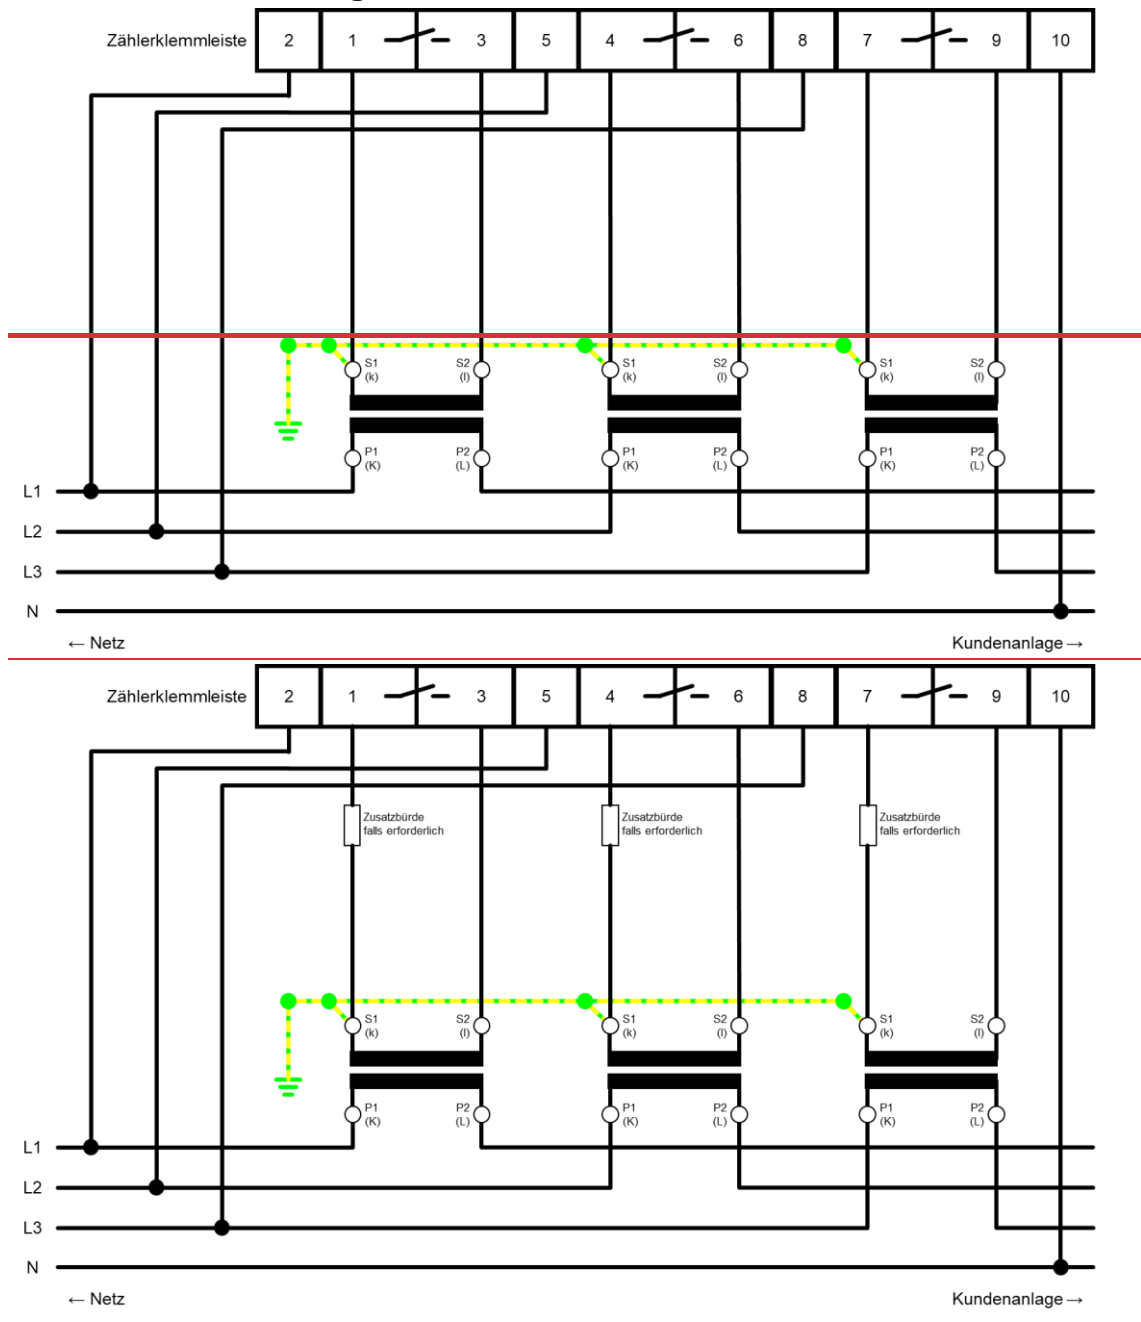 Zählerklemmleiste 2 1 3 5 4 6 8 7 9 10
S1 S2 S1 S2 S1 S2
(k) (l) (k) (l) (k) (l)
P1 P2 P1 P2 P1 P2
(K) (L) (K) (L) (K) (L)
L1
L2
L3
N
← Netz Kundenanlage →
Zählerklemmleiste 2 1 3 5 4 6 8 7 9 10
Zusatzbürde Zusatzbürde Zusatzbürde
falls erforderlich falls erforderlich falls erforderlich
S1 S2 S1 S2 S1 S2
(k) (l) (k) (l) (k) (l)
P1 P2 P1 P2 P1 P2
(K) (L) (K) (L) (K) (L)
L1
L2
L3
N
← Netz Kundenanlage →